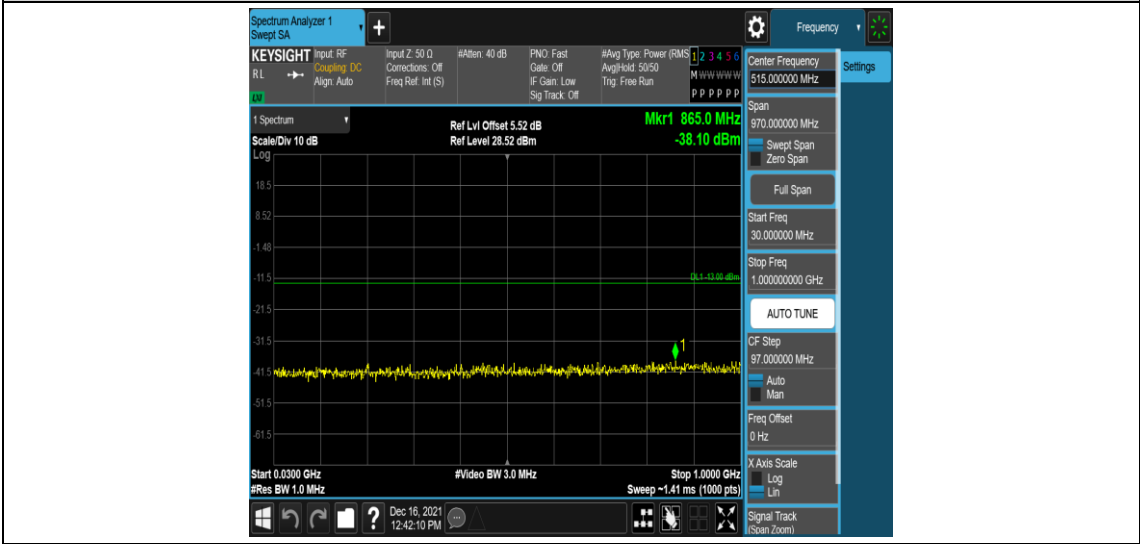 Spectrum Analyzer 1
Swept SA
+
Frequency
KEYSIGHT
RL
LXI
Input: RF
Coupling: DC
Align: Auto
Input Z: 50 Ω
Corrections: Off
Freq Ref: Int (S)
#Atten: 40 dB
PNO: Fast
Gate: Off
IF Gain: Low
Sig Track: Off
#Avg Type: Power (RMS
Avg|Hold: 50/50
Trig: Free Run
1 2 3 4 5 6
M W W W W W
P P P P P P
1 Spectrum
Scale/Div 10 dB
Log
Ref Lvl Offset 5.52 dB
Ref Level 28.52 dBm
Mkr1 865.0 MHz
-38.10 dBm
18.5
8.52
-1.48
-11.5
DL1 -13.00 dBm
-21.5
-31.5
1
-41.5
-51.5
-61.5
Start 0.0300 GHz
#Res BW 1.0 MHz
#Video BW 3.0 MHz
Stop 1.0000 GHz
Sweep ~1.41 ms (1000 pts)
?
Dec 16, 2021
12:42:10 PM
Center Frequency
515.000000 MHz
Settings
Span
970.000000 MHz
Swept Span
Zero Span
Full Span
Start Freq
30.000000 MHz
Stop Freq
1.000000000 GHz
AUTO TUNE
CF Step
97.000000 MHz
Auto
Man
Freq Offset
0 Hz
X Axis Scale
Log
Lin
Signal Track
(Span Zoom)